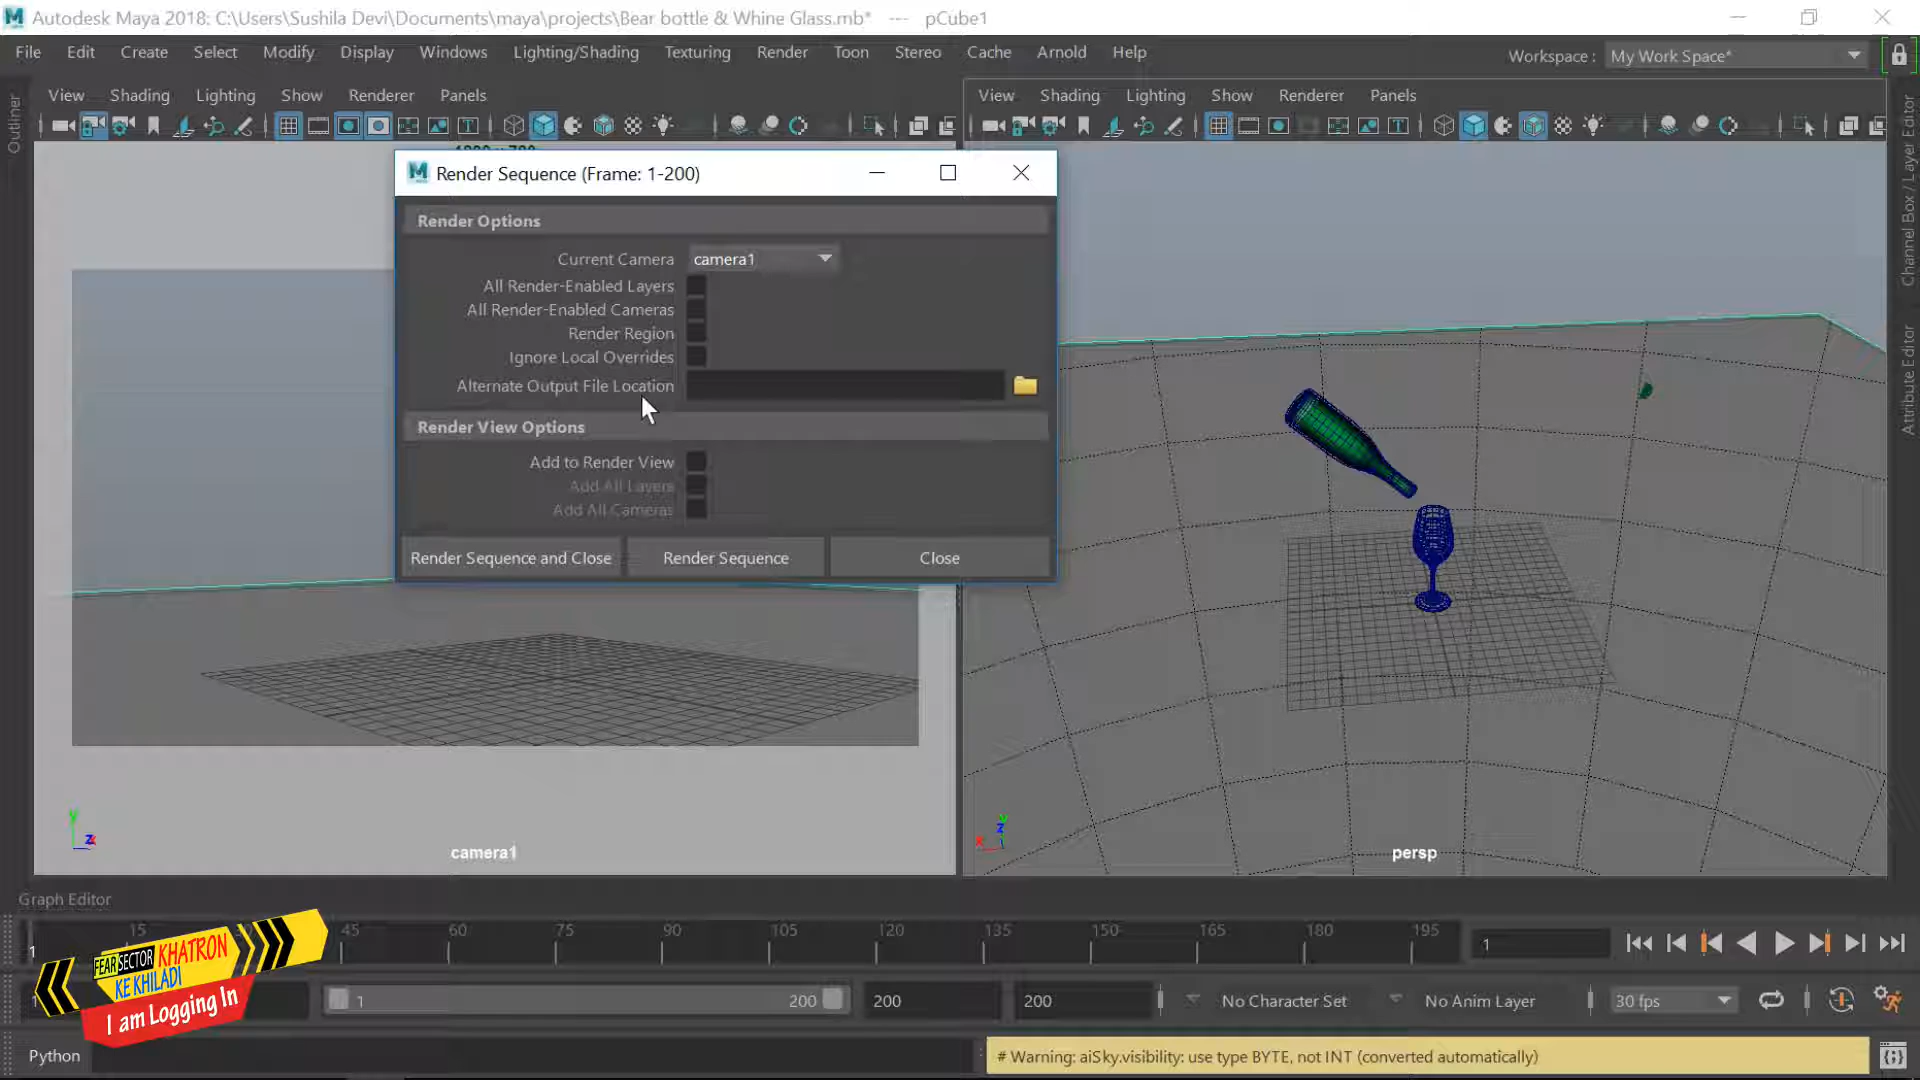 Autodesk Maya 2018: C:\Users\Sushila Devi\Documents\maya\projects\Bear bottle & Whine Glass.mb* --- pCube1
File Edit Create Select Modify Display Windows Lighting/Shading Texturing Render Toon Stereo Cache Arnold Help
Workspace : My Work Space*
View Shading Lighting Show Renderer Panels
View Shading Lighting Show Renderer Panels
Outliner
Channel Box / Layer Editor
Attribute Editor
Render Sequence (Frame: 1-200)
Render Options
Current Camera camera1
All Render-Enabled Layers
All Render-Enabled Cameras
Render Region
Ignore Local Overrides
Alternate Output File Location
Render View Options
Add to Render View
Add All Layers
Add All Cameras
Render Sequence and Close Render Sequence Close
y
zx
camera1
y
z
x
persp
Graph Editor
1 15 45 60 75 90 105 120 135 150 165 180 195 1
FEAR SECTOR KHATRON
KE KHILADI
I am Logging In
1 1 200 200 200 No Character Set No Anim Layer 30 fps
Python
# Warning: aiSky.visibility: use type BYTE, not INT (converted automatically)